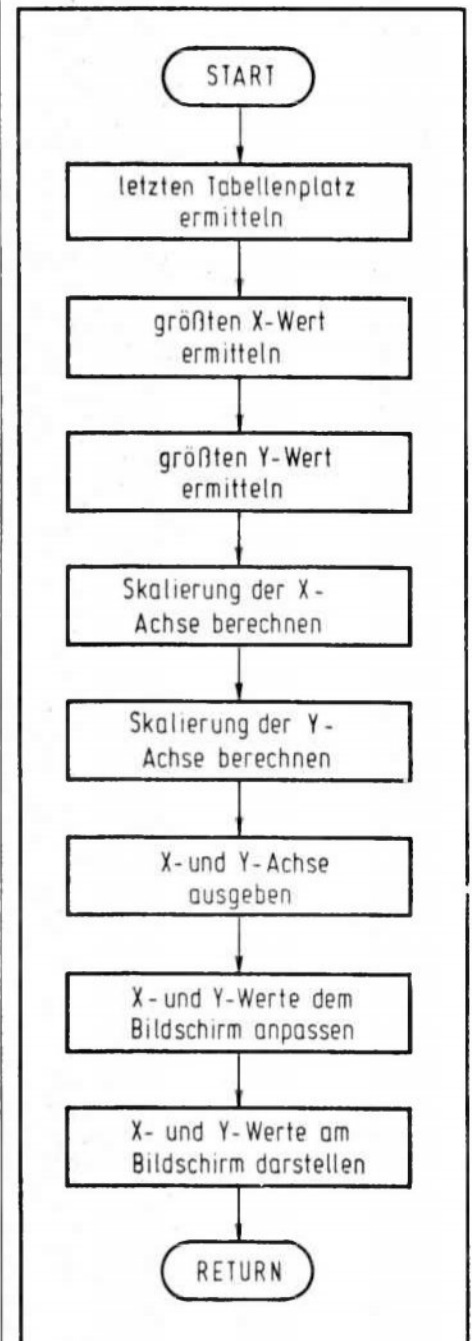 START
letzten Tabellenplatz
ermitteln
größten X-Wert
ermitteln
größten Y-Wert
ermitteln
Skalierung der X-
Achse berechnen
Skalierung der Y-
Achse berechnen
X-und Y-Achse
ausgeben
X-und Y-Werte dem
Bildschirm anpassen
X- und Y-Werte am
Bildschirm darstellen
RETURN